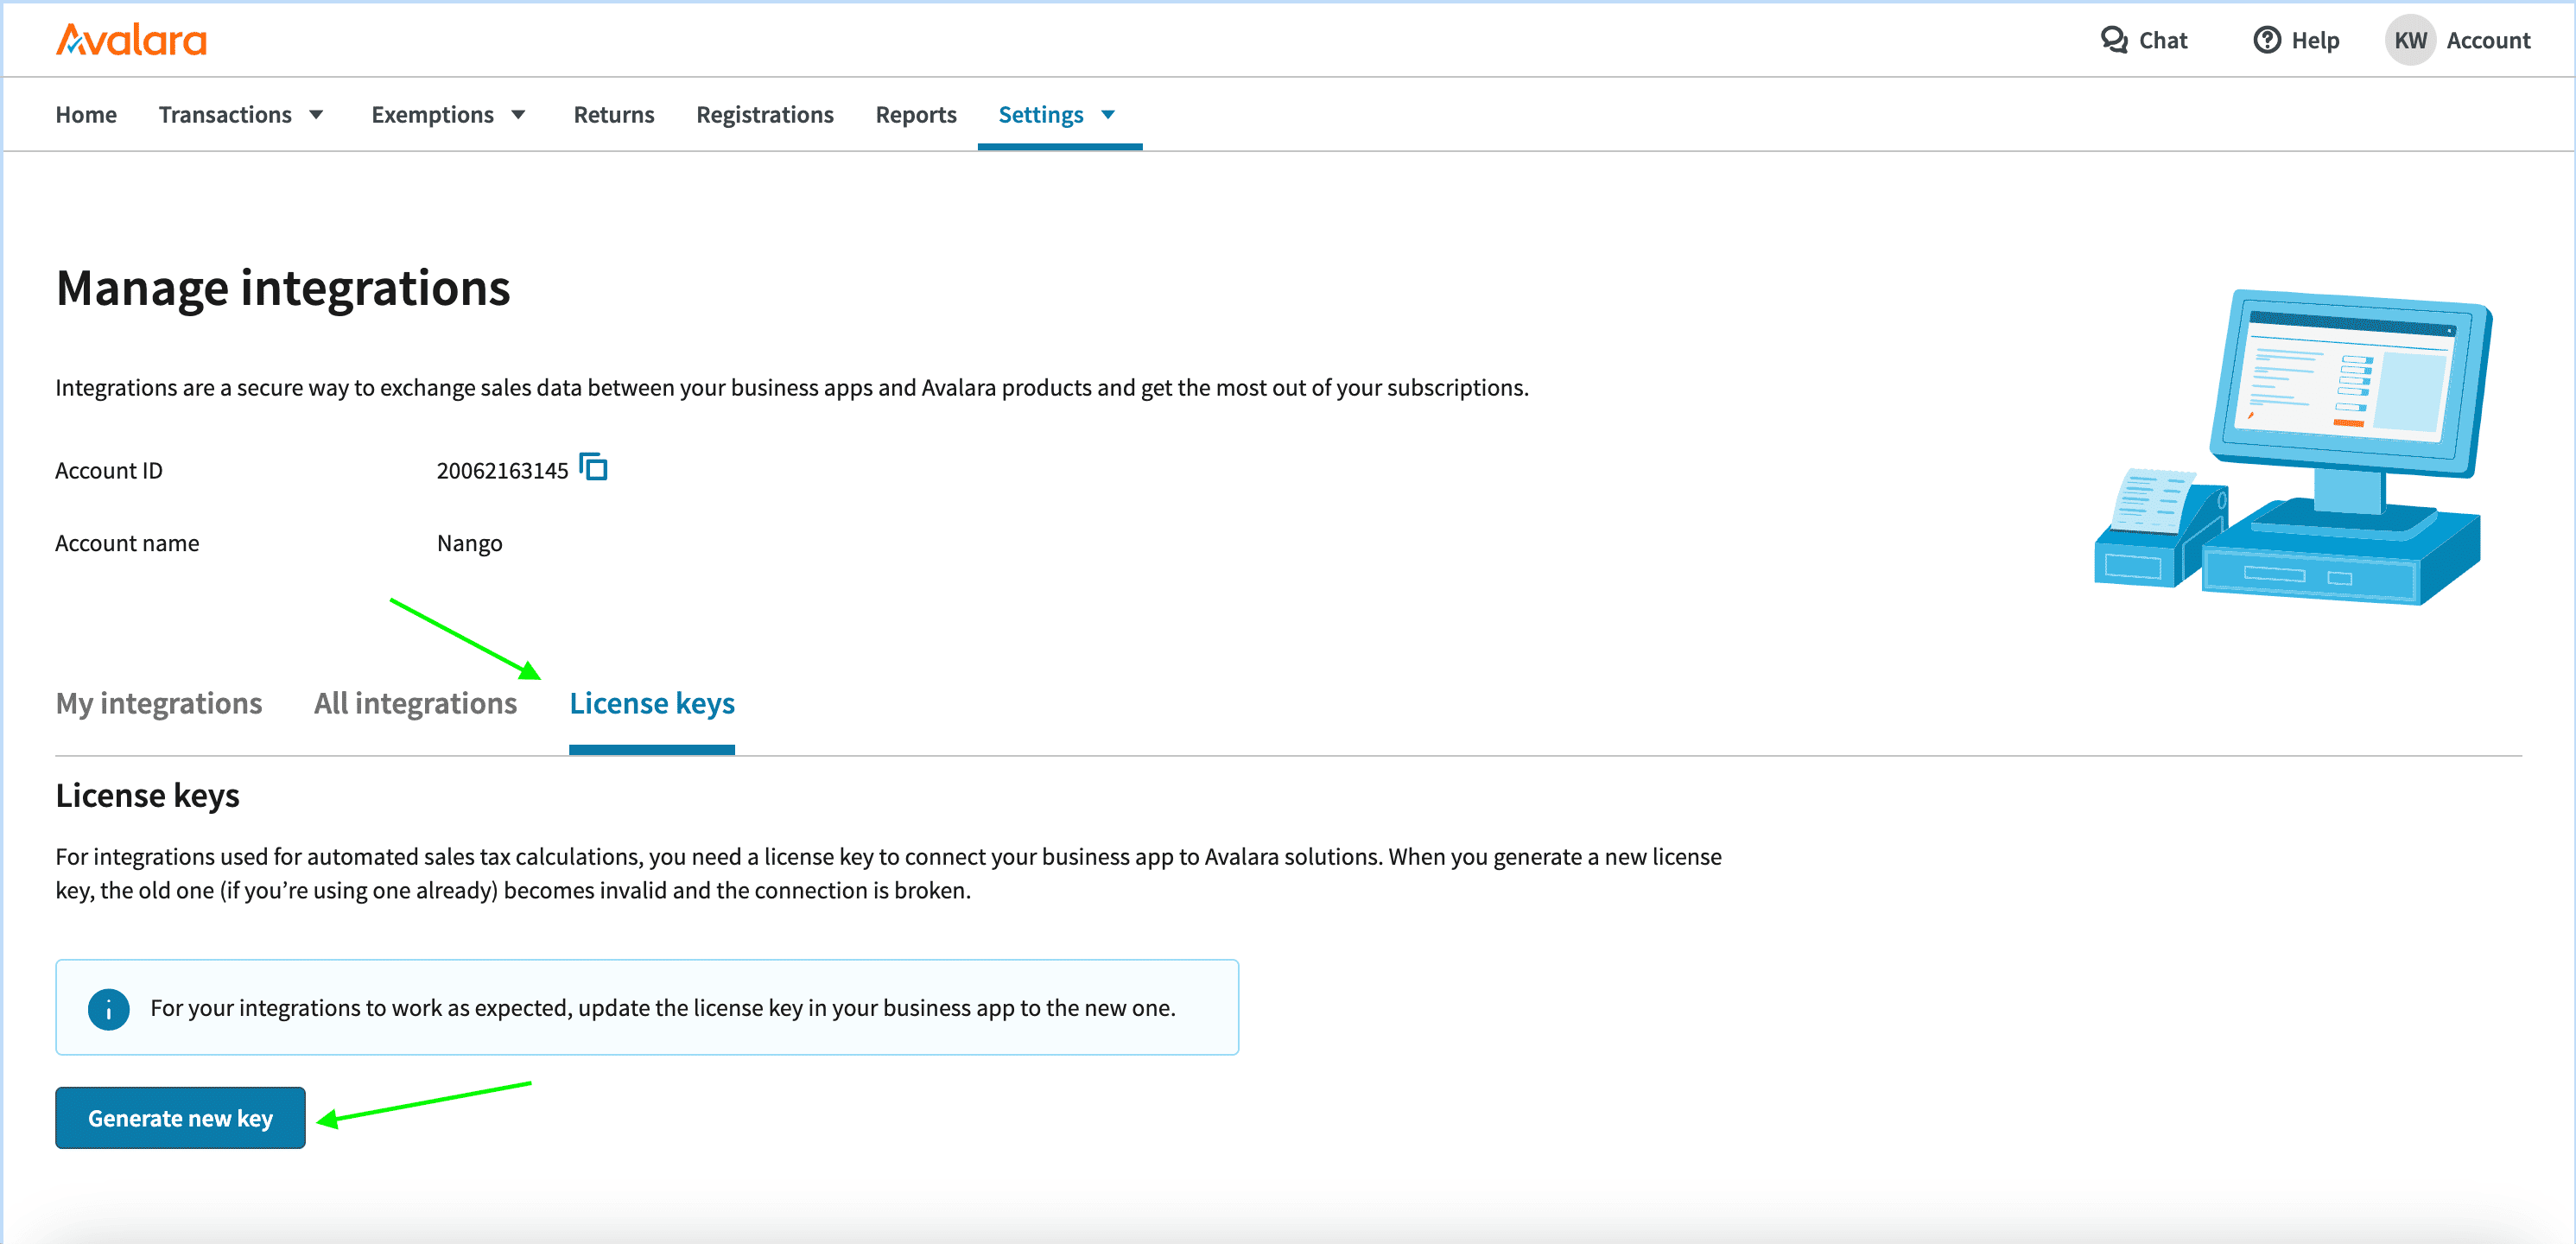 Avalara
Chat
Help
KW
Account
Home
Transactions
Exemptions
Returns
Registrations
Reports
Settings
Manage integrations
Integrations are a secure way to exchange sales data between your business apps and Avalara products and get the most out of your subscriptions.
Account ID
20062163145
Account name
Nango
My integrations
All integrations
License keys
License keys
For integrations used for automated sales tax calculations, you need a license key to connect your business app to Avalara solutions. When you generate a new license
key, the old one (if you’re using one already) becomes invalid and the connection is broken.
For your integrations to work as expected, update the license key in your business app to the new one.
Generate new key